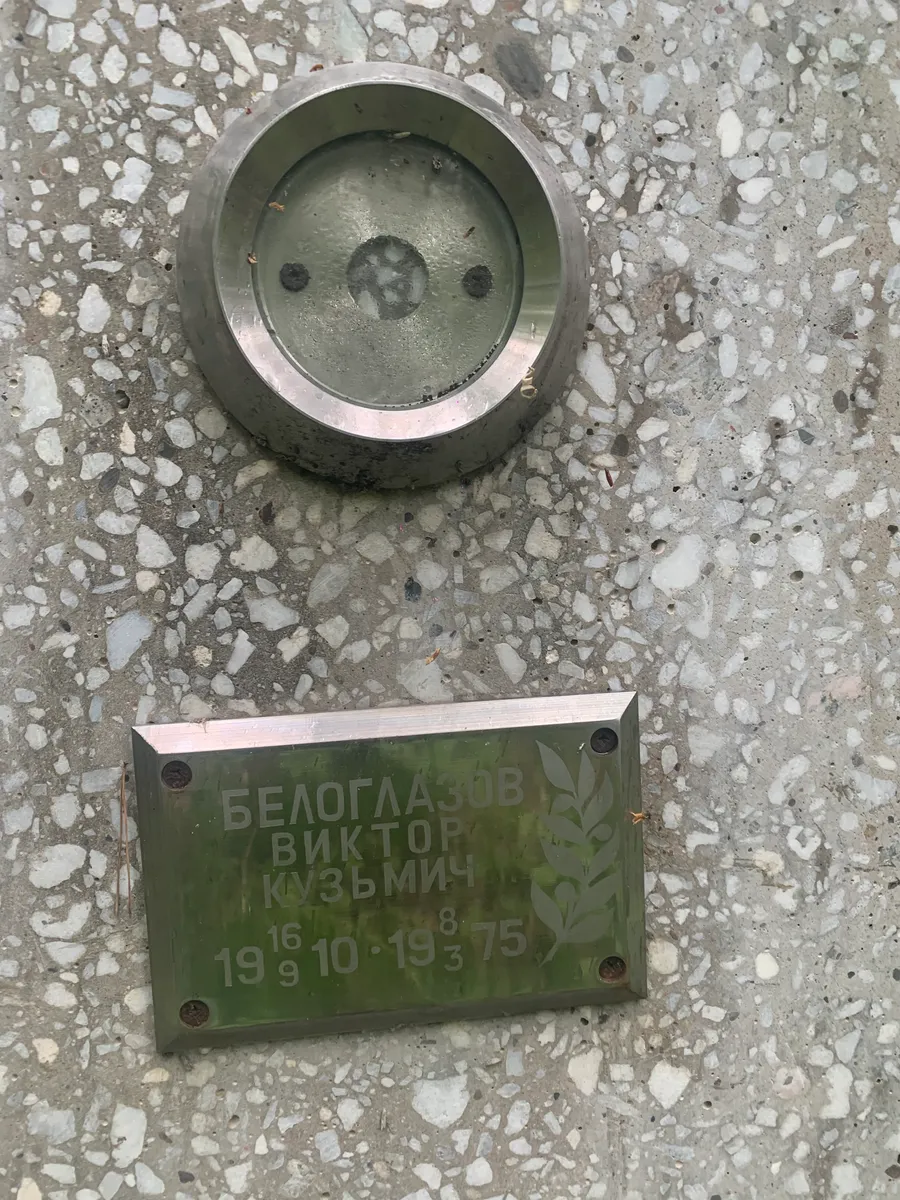 БЕЛОГЛАЗОВ
ВИКТОР
КУЗЬМИЧ
19 16/9 10 · 19 8/3 75